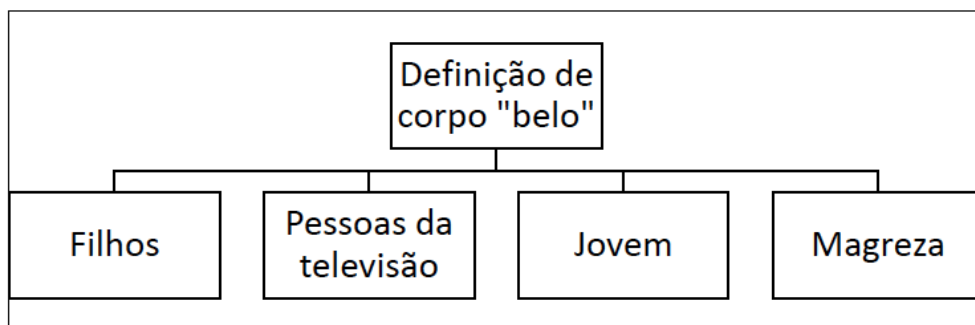 Definição de
corpo "belo"
Filhos
Pessoas da
televisão
Jovem
Magreza